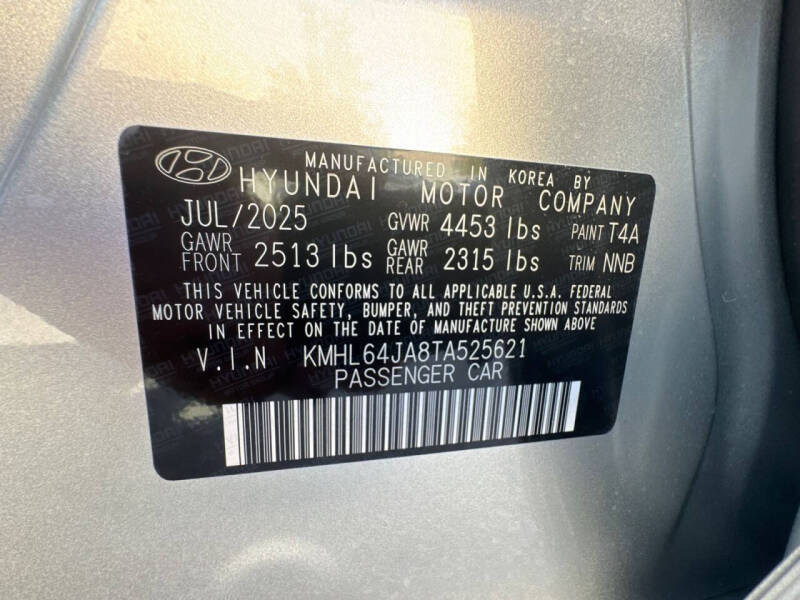 MANUFACTURED IN KOREA BY
HYUNDAI MOTOR COMPANY
JUL/2025 GVWR 4453 lbs PAINT T4A
GAWR FRONT 2513 lbs GAWR REAR 2315 lbs TRIM NNB
THIS VEHICLE CONFORMS TO ALL APPLICABLE U.S.A. FEDERAL
MOTOR VEHICLE SAFETY, BUMPER, AND THEFT PREVENTION STANDARDS
IN EFFECT ON THE DATE OF MANUFACTURE SHOWN ABOVE
V.I.N KMHL64JA8TA525621
PASSENGER CAR